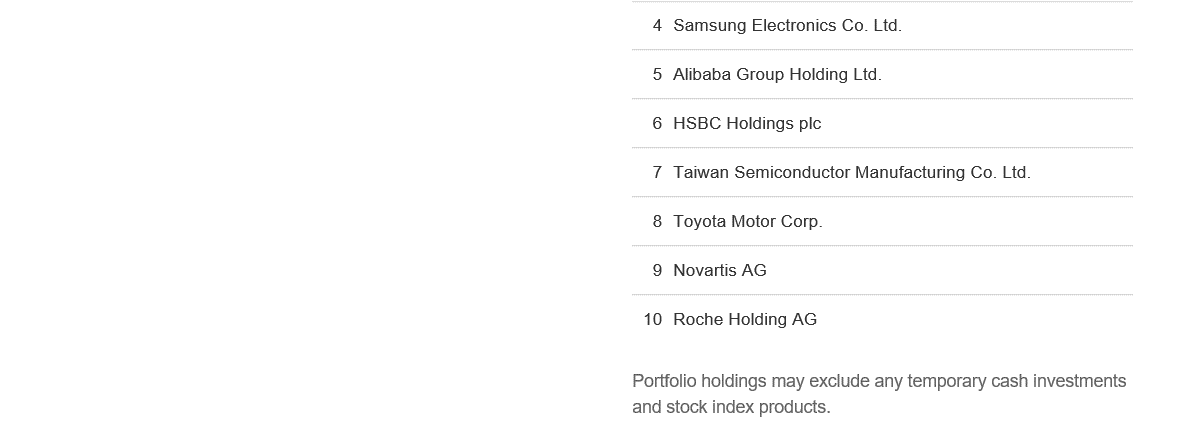 4 Samsung Electronics Co. Ltd.
5 Alibaba Group Holding Ltd.
6 HSBC Holdings plc
7 Taiwan Semiconductor Manufacturing Co. Ltd.
8 Toyota Motor Corp.
9 Novartis AG
10 Roche Holding AG
Portfolio holdings may exclude any temporary cash investments
and stock index products.